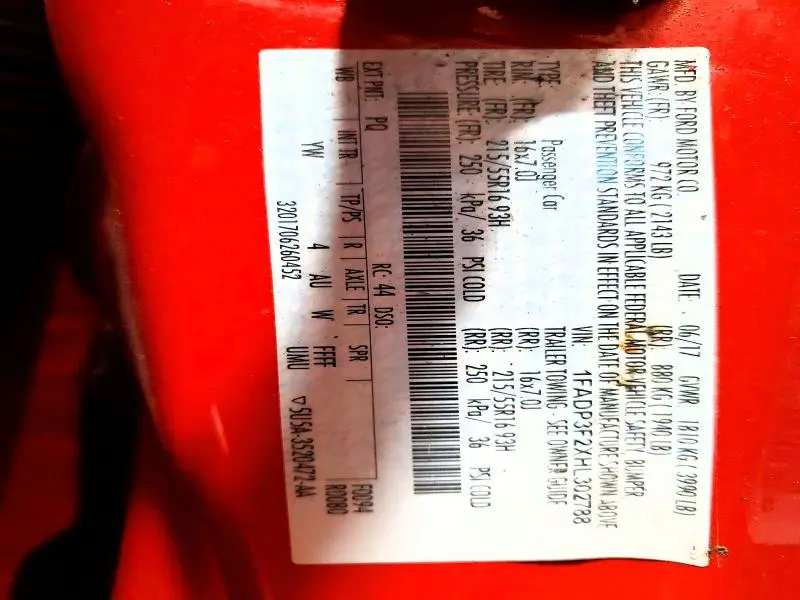 MFD. BY FORD MOTOR CO. DATE: 06/17 GVWR: 1810 KG ( 3990 LB)
GAWR: (FR): 972 KG ( 2143 LB) (RR): 880 KG ( 1940 LB)
THIS VEHICLE CONFORMS TO ALL APPLICABLE FEDERAL MOTOR VEHICLE SAFETY, BUMPER
AND THEFT PREVENTION STANDARDS IN EFFECT ON THE DATE OF MANUFACTURE SHOWN ABOVE
VIN: 1FADP3F2XHL302788
TYPE: Passenger Car TRAILER TOWING - SEE OWNER GUIDE
RIM: (FR): 16x7.0J (RR): 16x7.0J
TIRE: (FR): 215/55R16 93H (RR): 215/55R16 93H
PRESSURE: (FR): 250 kPa/ 36 PSI COLD (RR): 250 kPa/ 36 PSI COLD
EXT PNT: PQ RC: 44 DSO: F0094
WB INT TR TP/PS R AXLE TR SPR R0080
YW 4 AU W FFFF
3201706260452 UMU ▽5U5A-3520472-AA